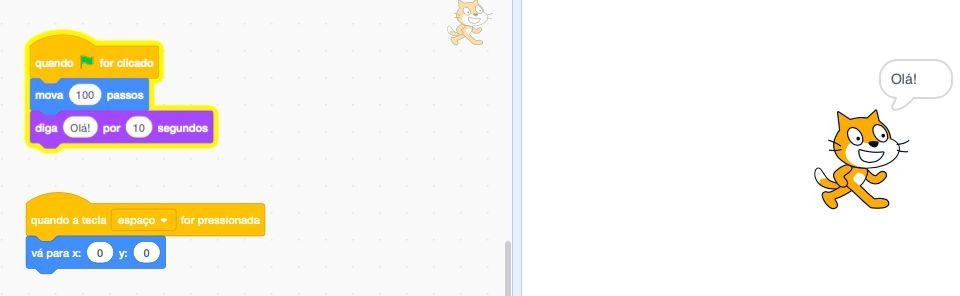 quando for clicado
mova 100 passos
diga Olá! por 10 segundos
quando a tecla espaço for pressionada
vá para x: 0 y: 0
Olá!